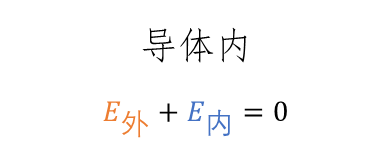 导体内
E外 + E内 = 0